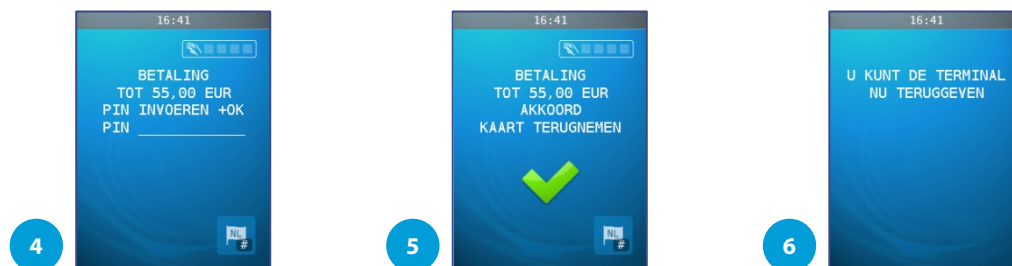 16:41
BETALING
TOT 55,00 EUR
PIN INVOEREN +OK
PIN ____________
NL
#
4
16:41
BETALING
TOT 55,00 EUR
AKKOORD
KAART TERUGNEMEN
NL
#
5
16:41
U KUNT DE TERMINAL
NU TERUGGEVEN
6